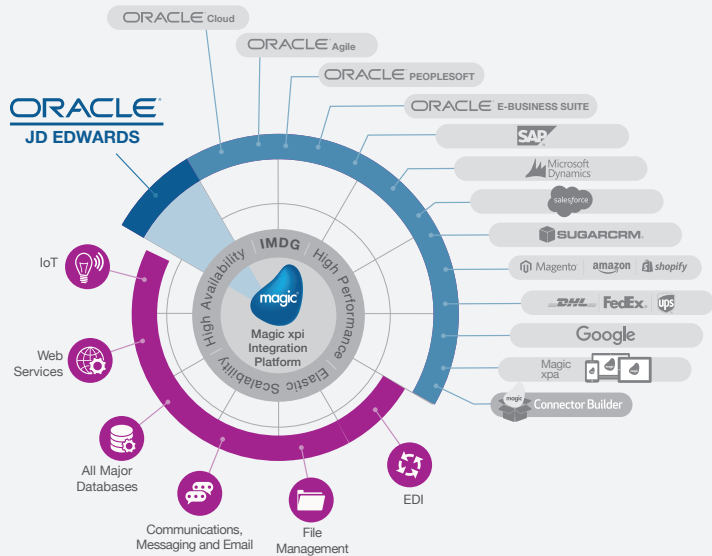 ORACLE® Cloud
ORACLE® Agile
ORACLE® PEOPLESOFT
ORACLE® E-BUSINESS SUITE
ORACLE®
JD EDWARDS
SAP
Microsoft
Dynamics
salesforce
SUGARCRM.
Magento® amazon shopify
DHL FedEx® ups
Google
Magic
xpa
magic
Connector Builder
IMDG
High Availability
High Performance
Elastic Scalability
magic®
Magic xpi
Integration
Platform
IoT
Web
Services
All Major
Databases
Communications,
Messaging and Email
File
Management
EDI